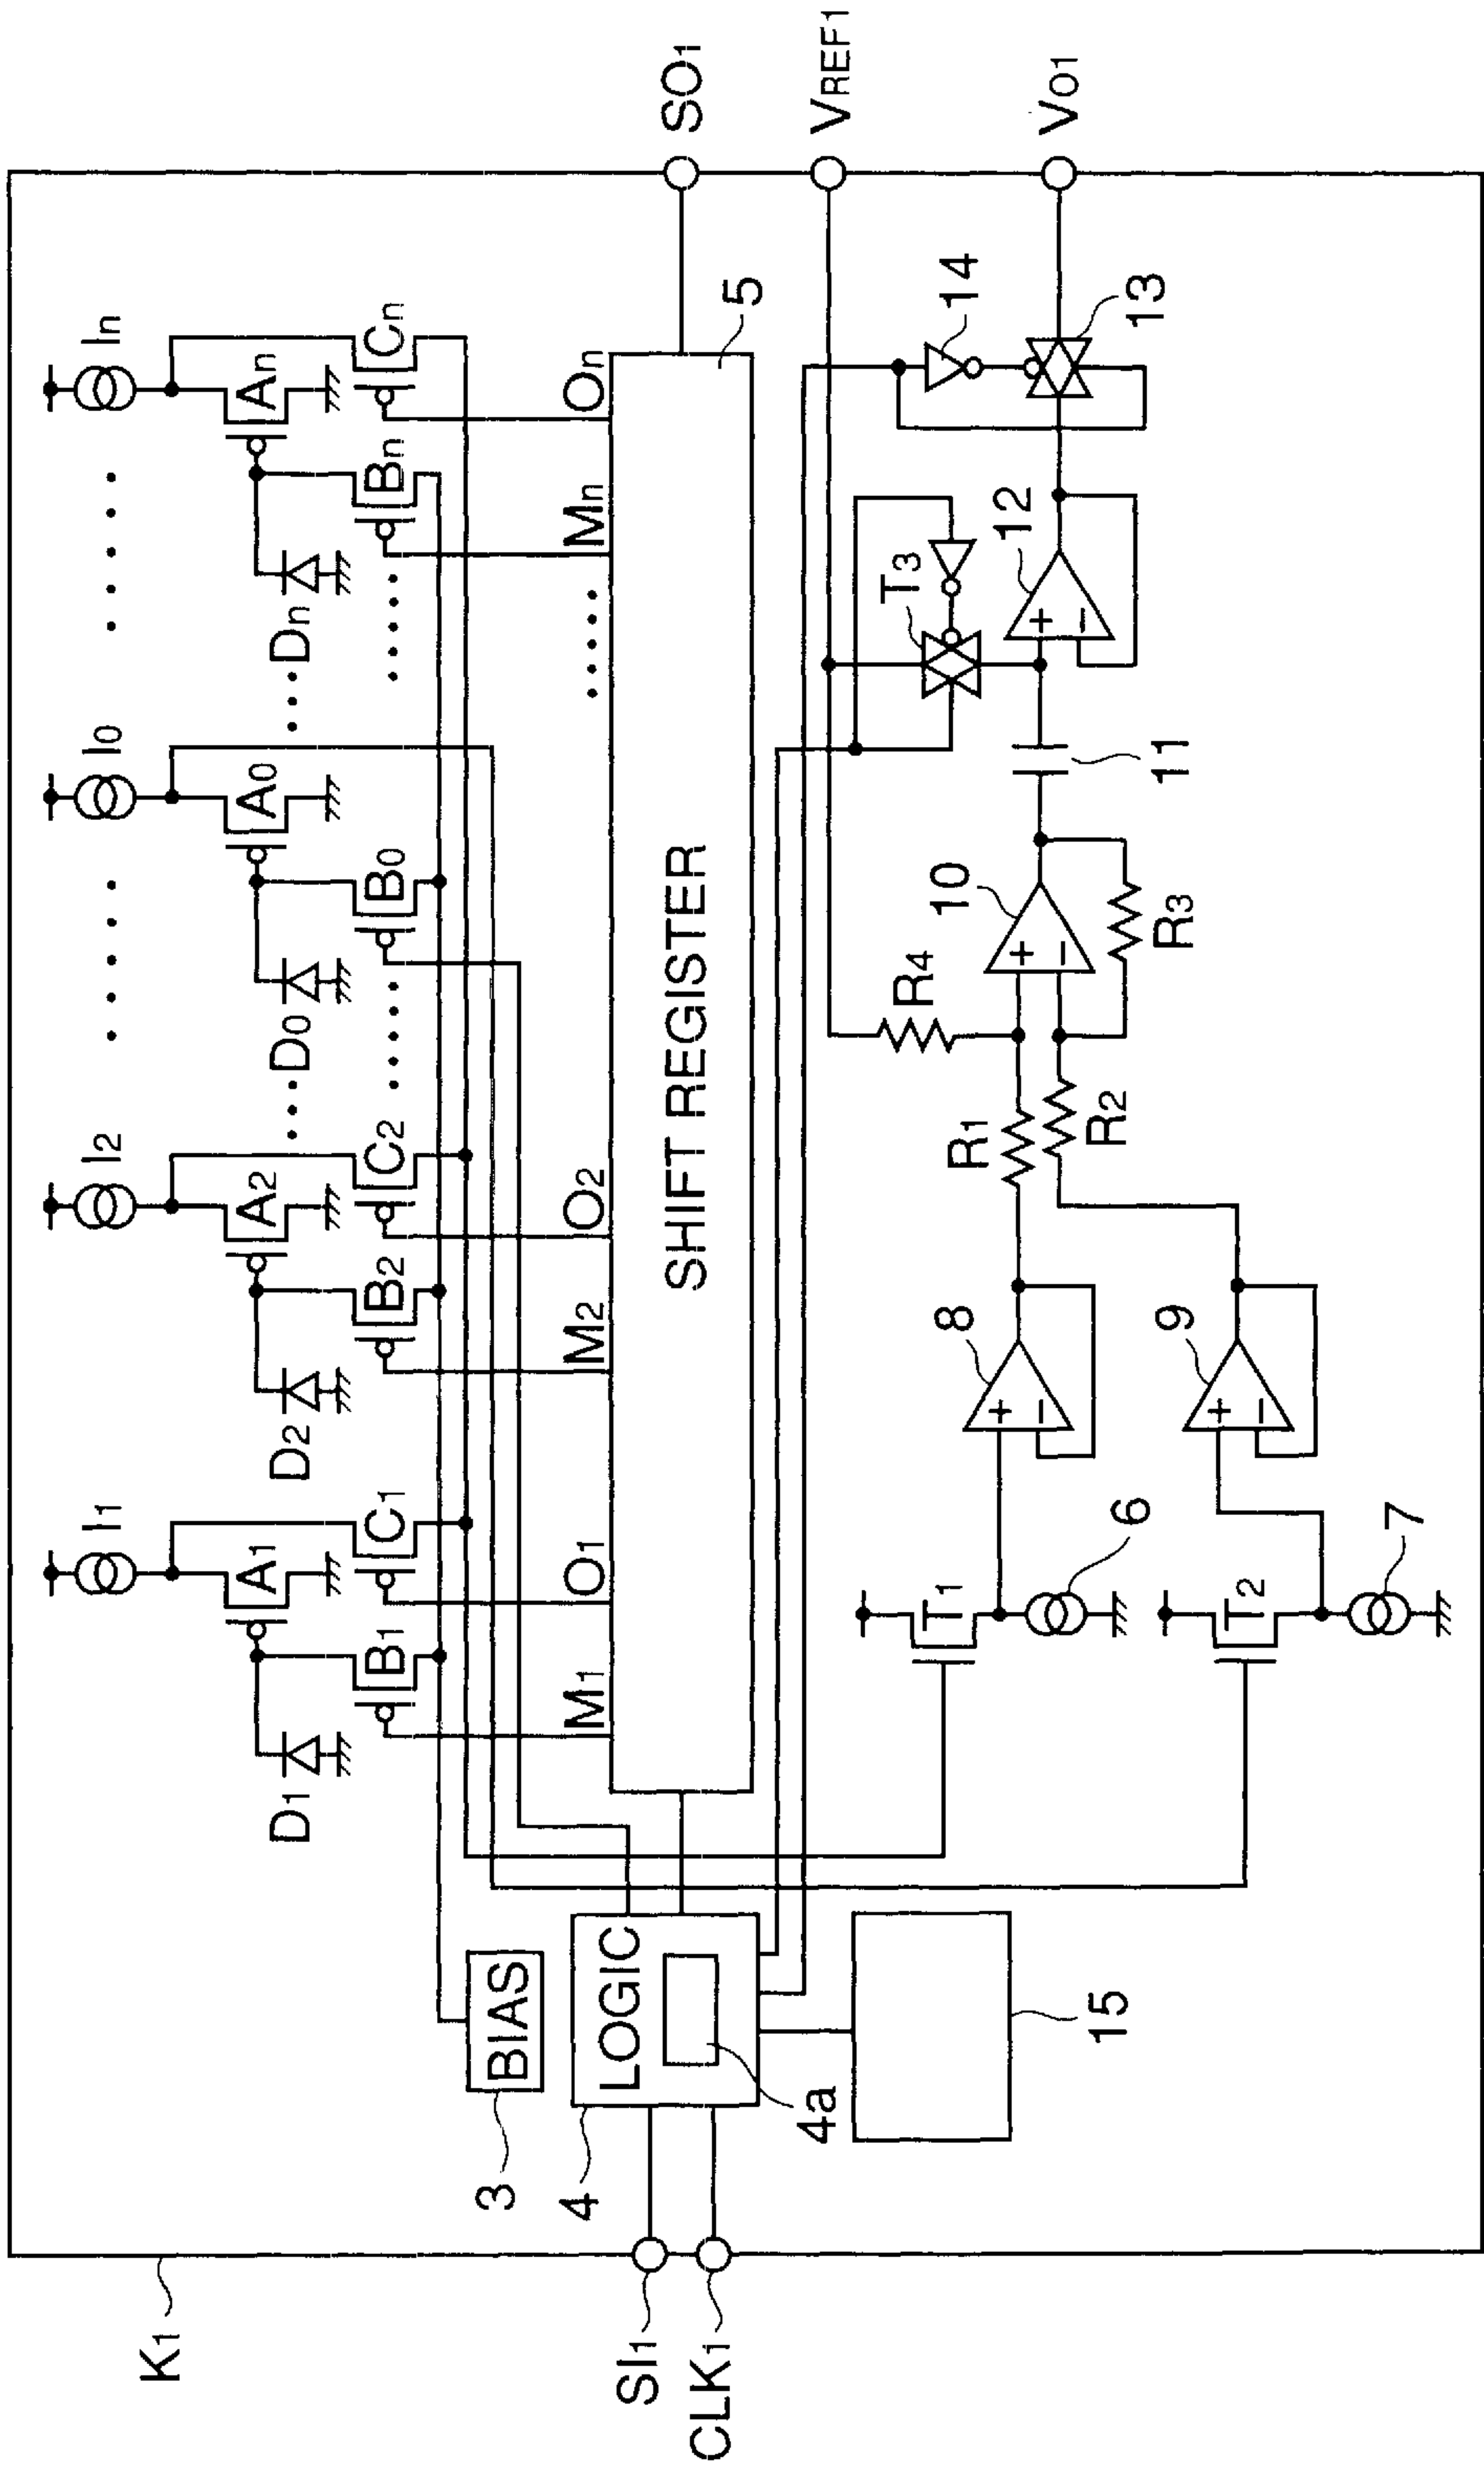 K1
I1
I2
I0
In
A1
A2
A0
An
D1
B1
C1
D2
B2
C2
D0
B0
Dn
Bn
Cn
3
BIAS
M1
O1
M2
O2
Mn
On
SHIFT REGISTER
5
SO1
4
LOGIC
4a
SI1
CLK1
15
VREF1
VO1
T1
6
T2
7
8
9
R1
R2
R4
10
R3
11
T3
12
14
13
+
−
+
−
+
−
+
−